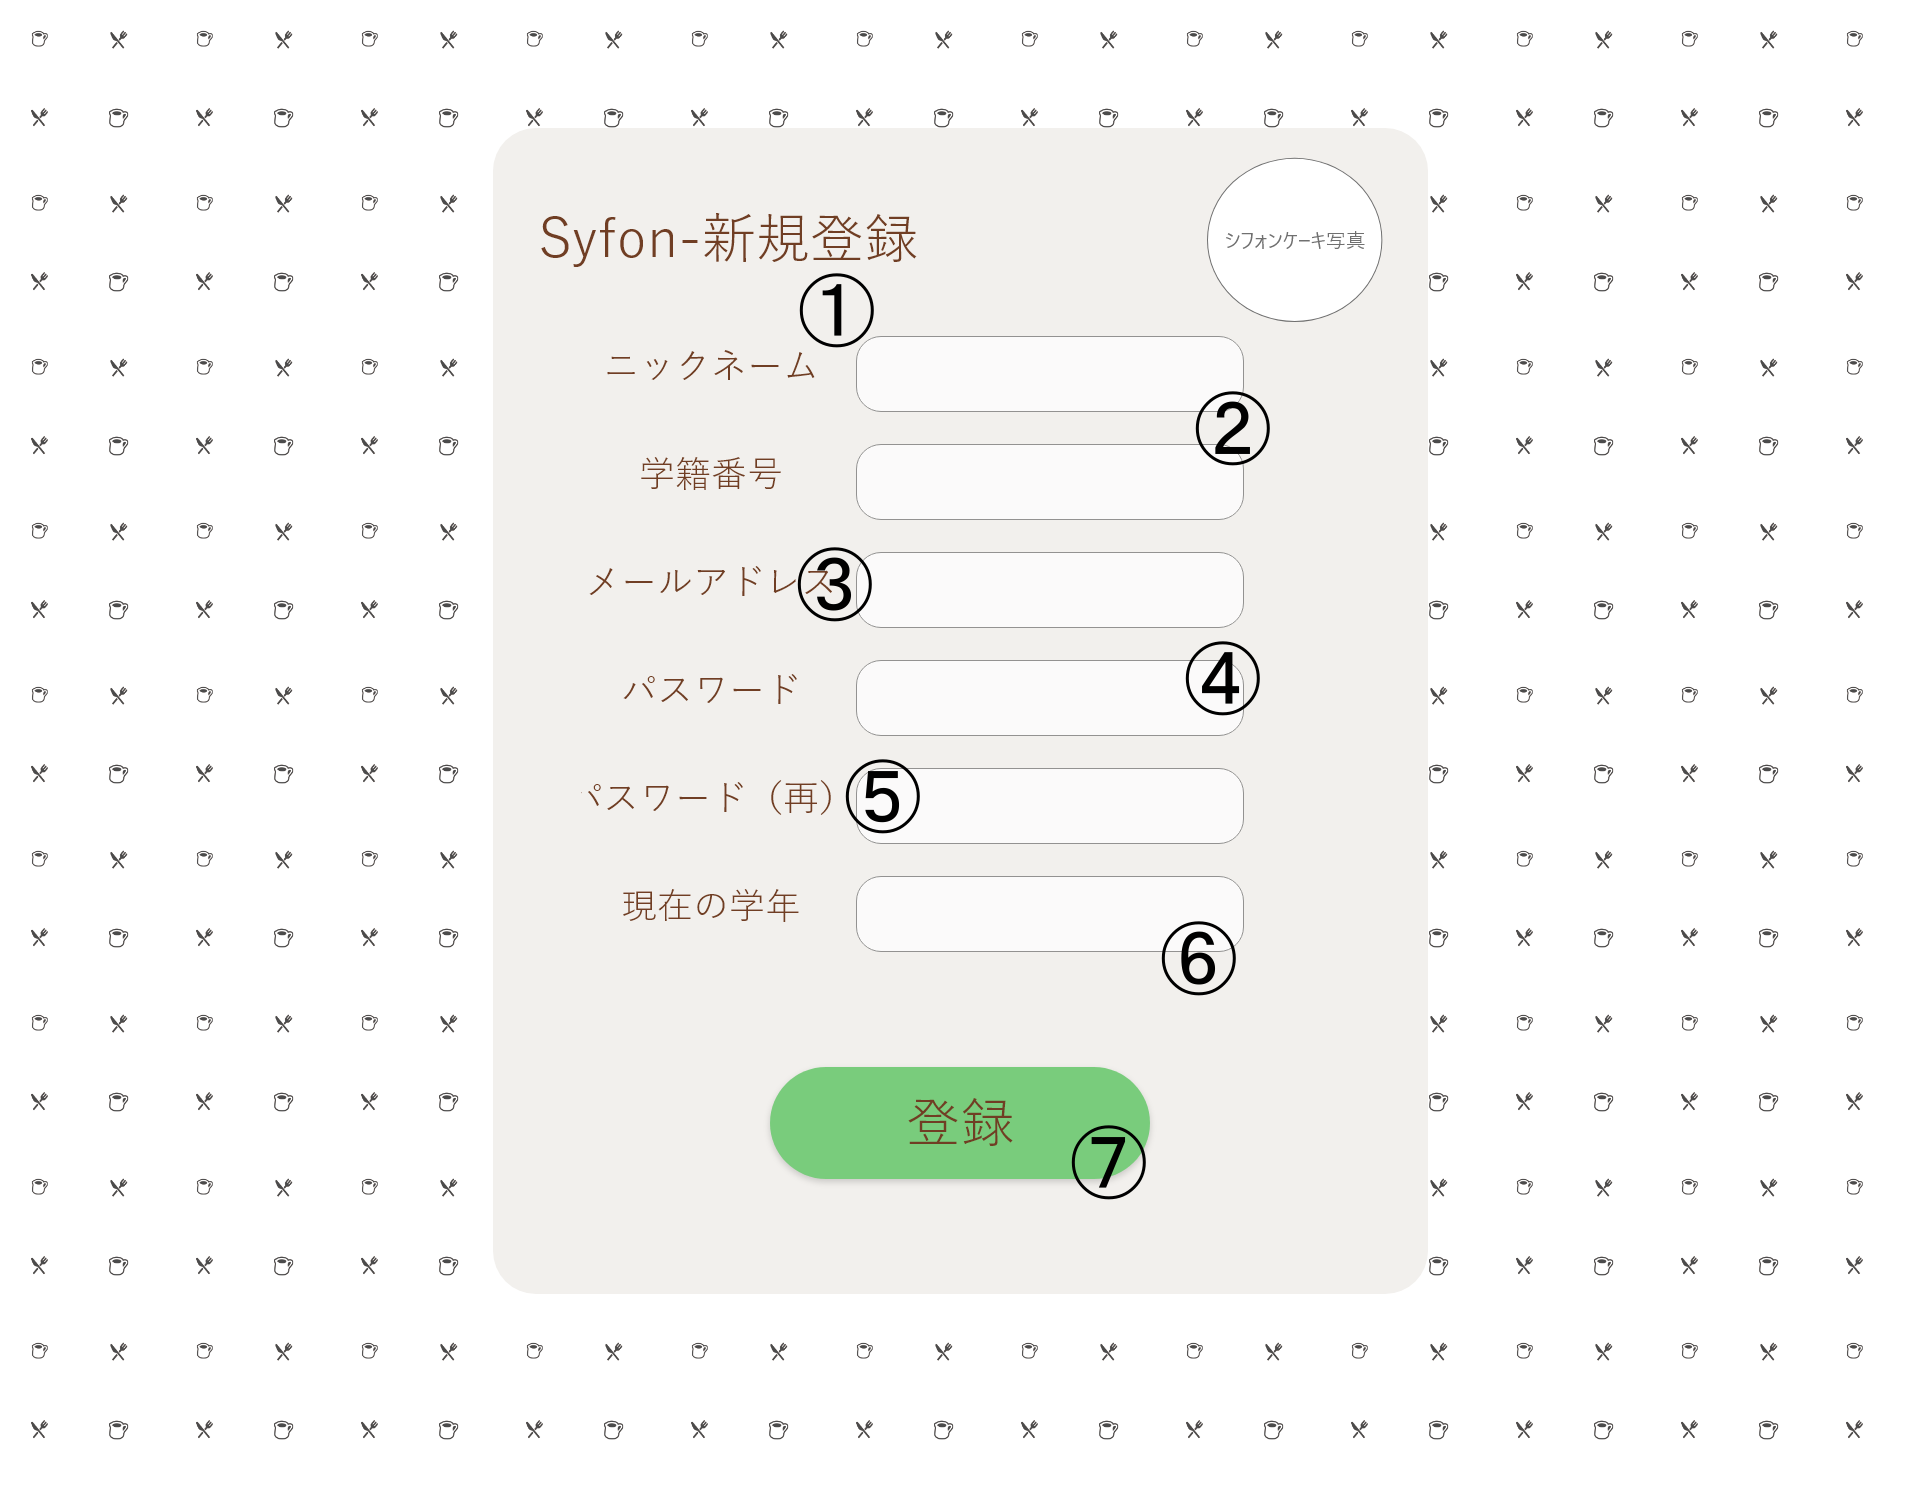 Syfon-新規登録
シフォンケーキ写真
①
ニックネーム
②
学籍番号
メールアドレス
③
パスワード
④
パスワード（再）
⑤
現在の学年
⑥
登録
⑦